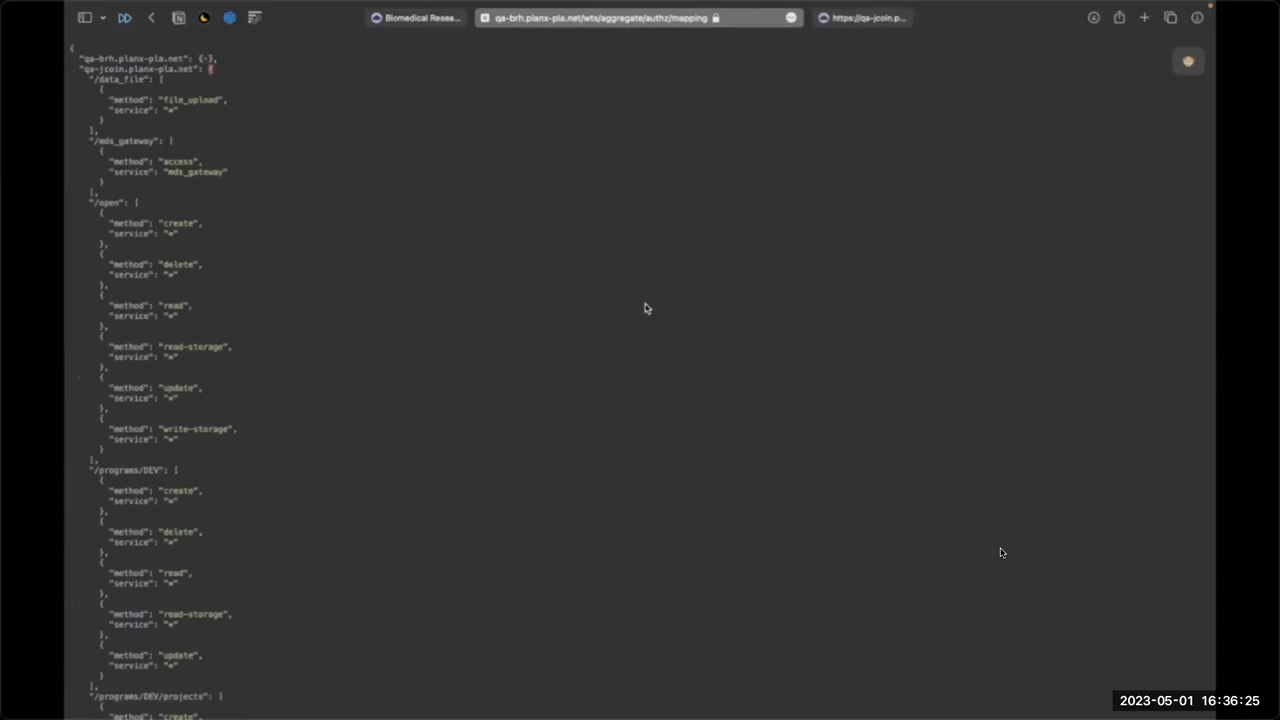 Biomedical Resea...
qa-brh.planx-pla.net/wts/aggregate/authz/mapping
https://qa-jcoin.p...
{
"qa-brh.planx-pla.net": {-},
"qa-jcoin.planx-pla.net": {
"/data_file": [
{
"method": "file_upload",
"service": "*"
}
],
"/mds_gateway": [
{
"method": "access",
"service": "mds_gateway"
}
],
"/open": [
{
"method": "create",
"service": "*"
},
{
"method": "delete",
"service": "*"
},
{
"method": "read",
"service": "*"
},
{
"method": "read-storage",
"service": "*"
},
{
"method": "update",
"service": "*"
},
{
"method": "write-storage",
"service": "*"
}
],
"/programs/DEV": [
{
"method": "create",
"service": "*"
},
{
"method": "delete",
"service": "*"
},
{
"method": "read",
"service": "*"
},
{
"method": "read-storage",
"service": "*"
},
{
"method": "update",
"service": "*"
}
],
"/programs/DEV/projects": [
{
"method": "create",
2023-05-01 16:36:25